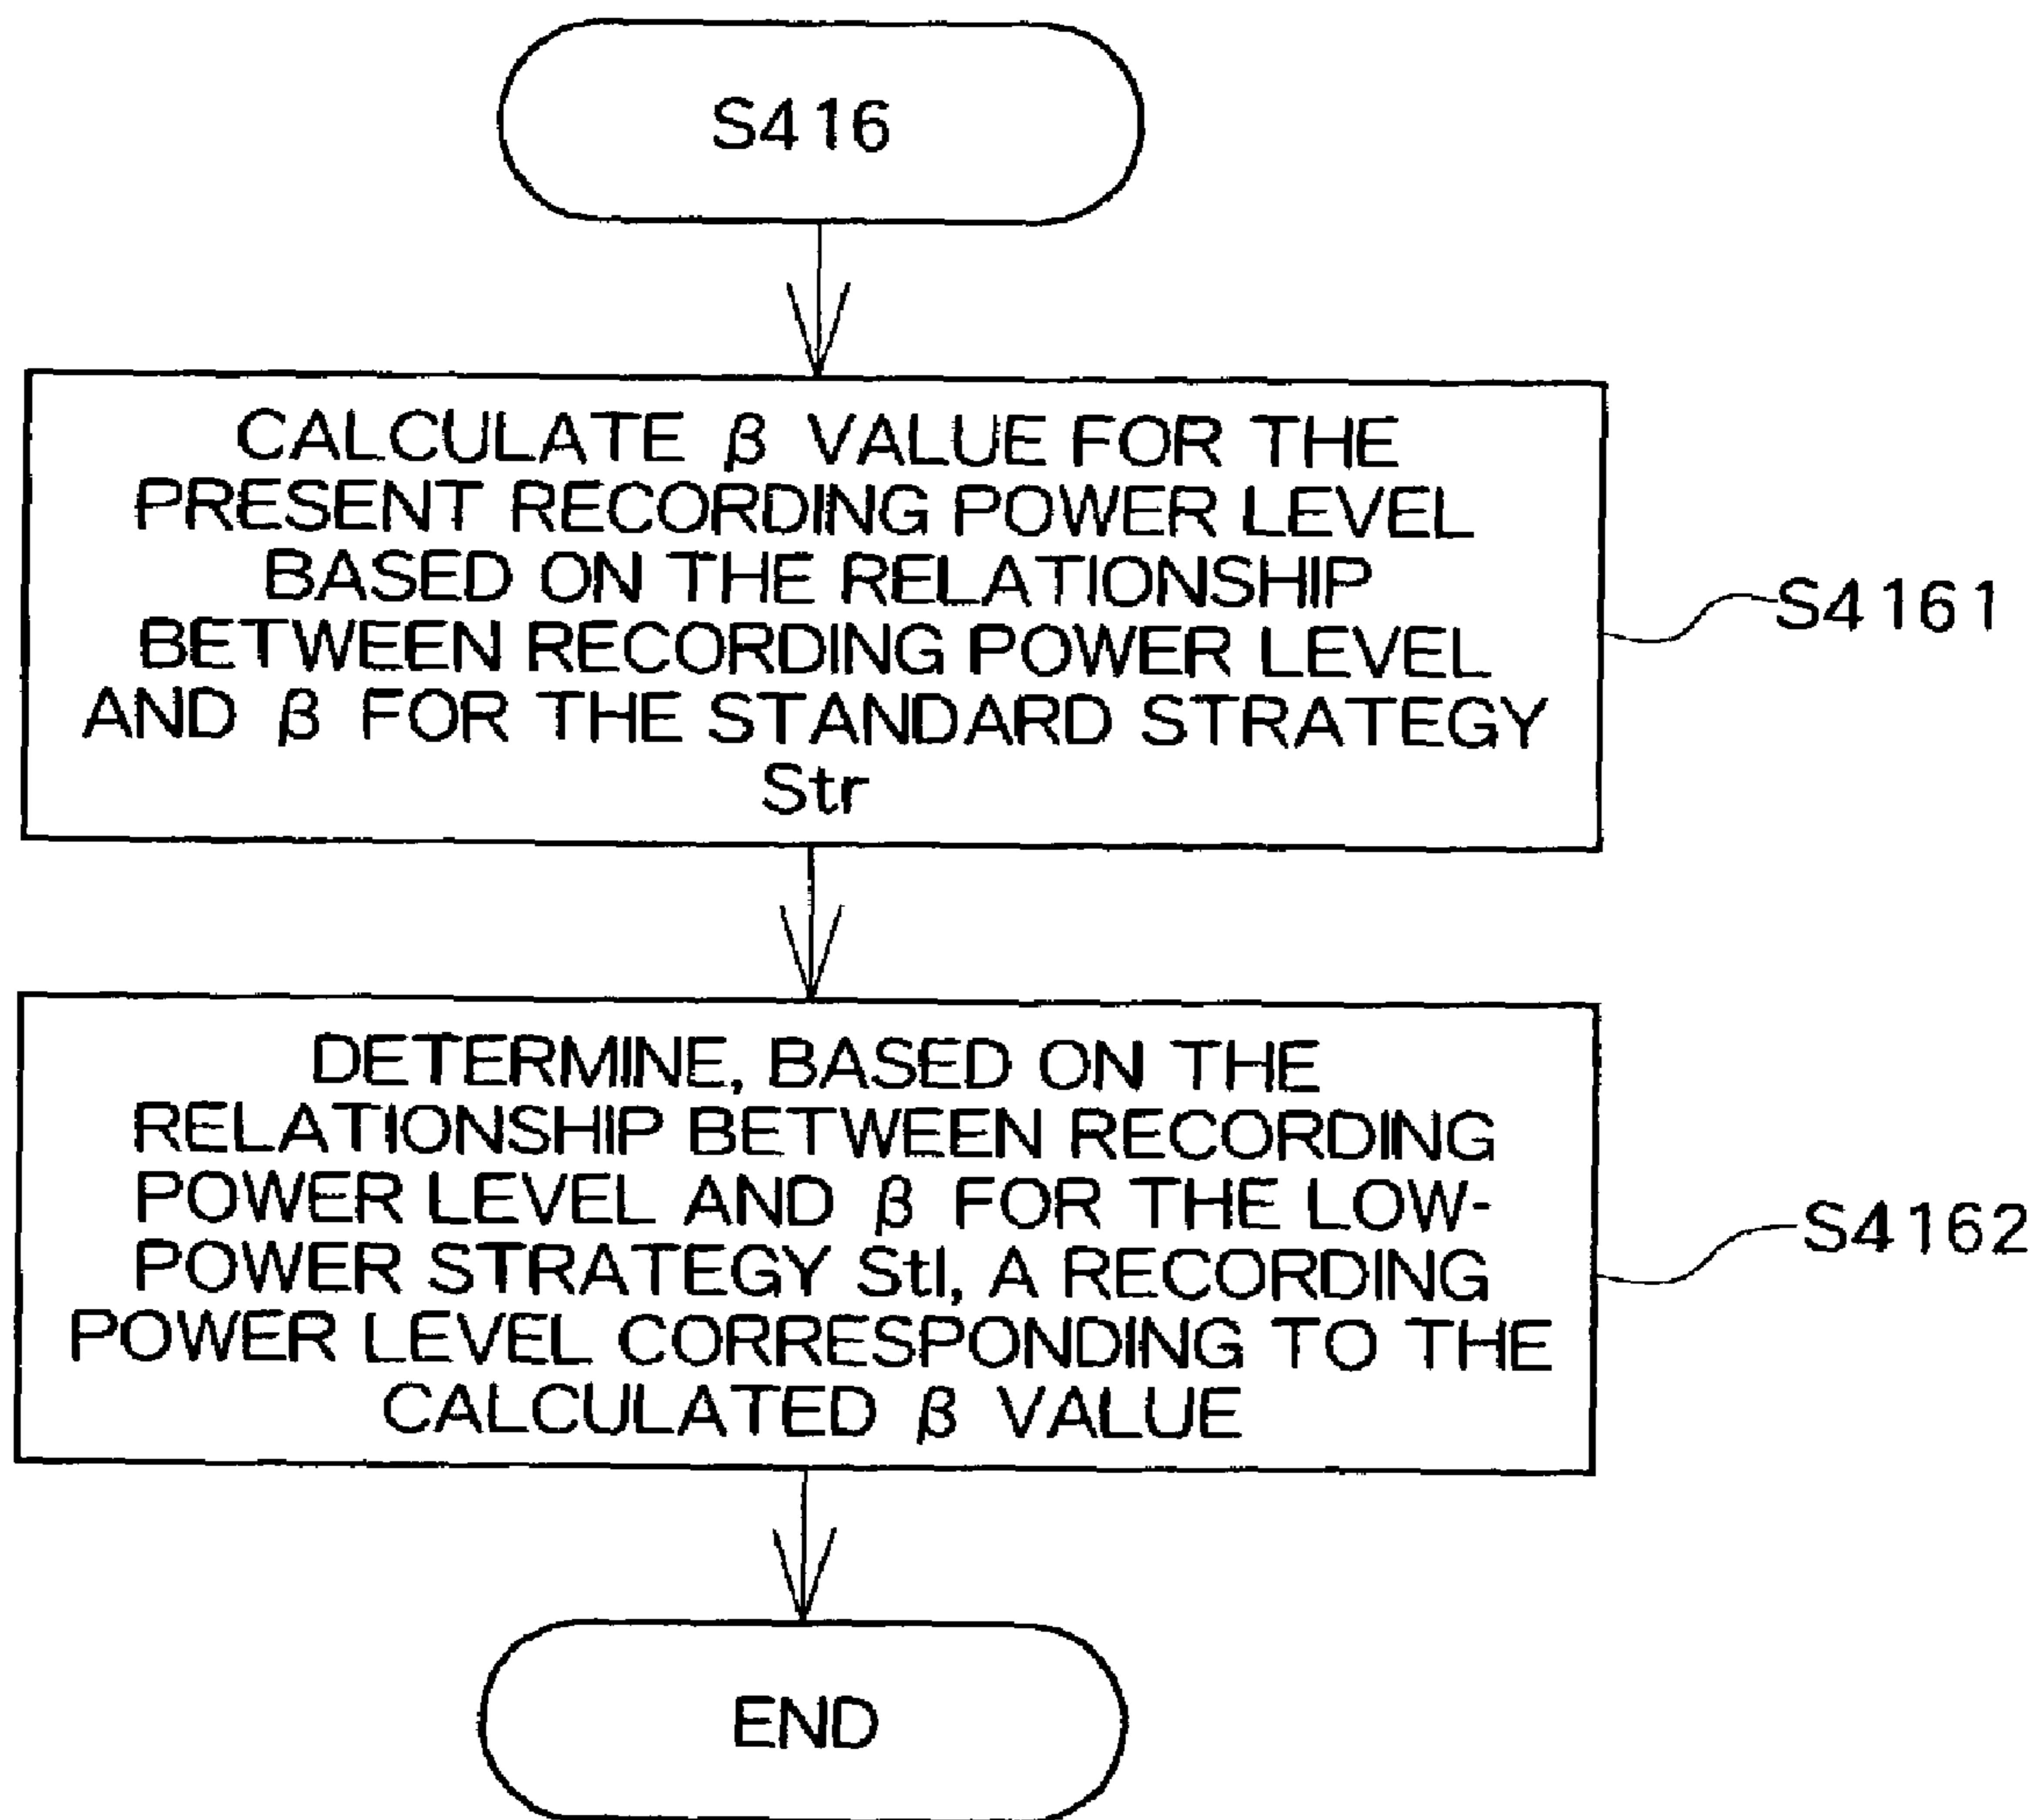 S416
CALCULATE β VALUE FOR THE
PRESENT RECORDING POWER LEVEL
BASED ON THE RELATIONSHIP
BETWEEN RECORDING POWER LEVEL
AND β FOR THE STANDARD STRATEGY
Str
S4161
DETERMINE, BASED ON THE
RELATIONSHIP BETWEEN RECORDING
POWER LEVEL AND β FOR THE LOW-
POWER STRATEGY Stl, A RECORDING
POWER LEVEL CORRESPONDING TO THE
CALCULATED β VALUE
S4162
END